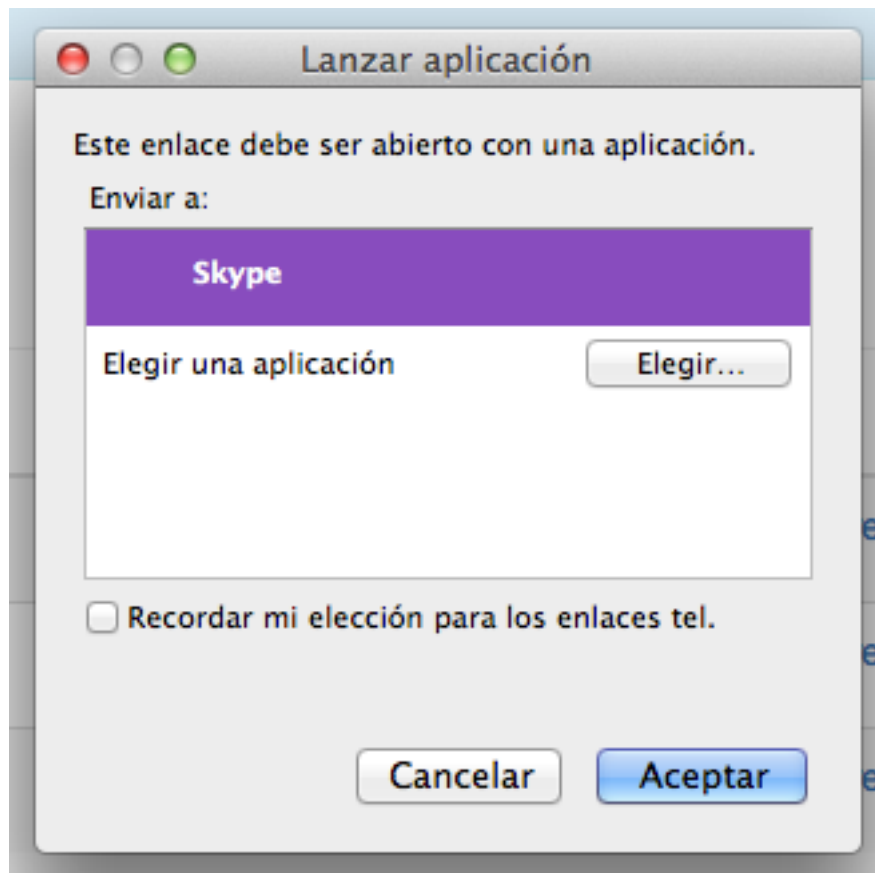 Lanzar aplicación
Este enlace debe ser abierto con una aplicación.
Enviar a:
Skype
Elegir una aplicación
Elegir...
Recordar mi elección para los enlaces tel.
Cancelar
Aceptar
e
e
e